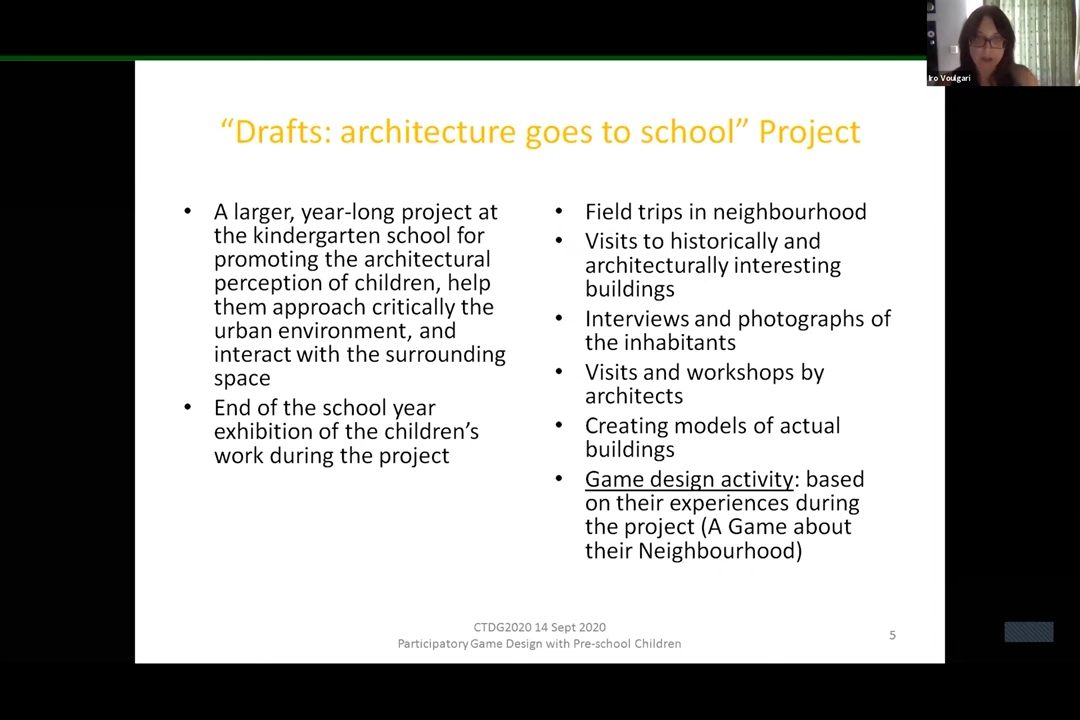 Iro Voulgari
“Drafts: architecture goes to school” Project
• A larger, year-long project at
the kindergarten school for
promoting the architectural
perception of children, help
them approach critically the
urban environment, and
interact with the surrounding
space
• End of the school year
exhibition of the children’s
work during the project
• Field trips in neighbourhood
• Visits to historically and
architecturally interesting
buildings
• Interviews and photographs of
the inhabitants
• Visits and workshops by
architects
• Creating models of actual
buildings
• Game design activity: based
on their experiences during
the project (A Game about
their Neighbourhood)
CTDG2020 14 Sept 2020
Participatory Game Design with Pre-school Children
5